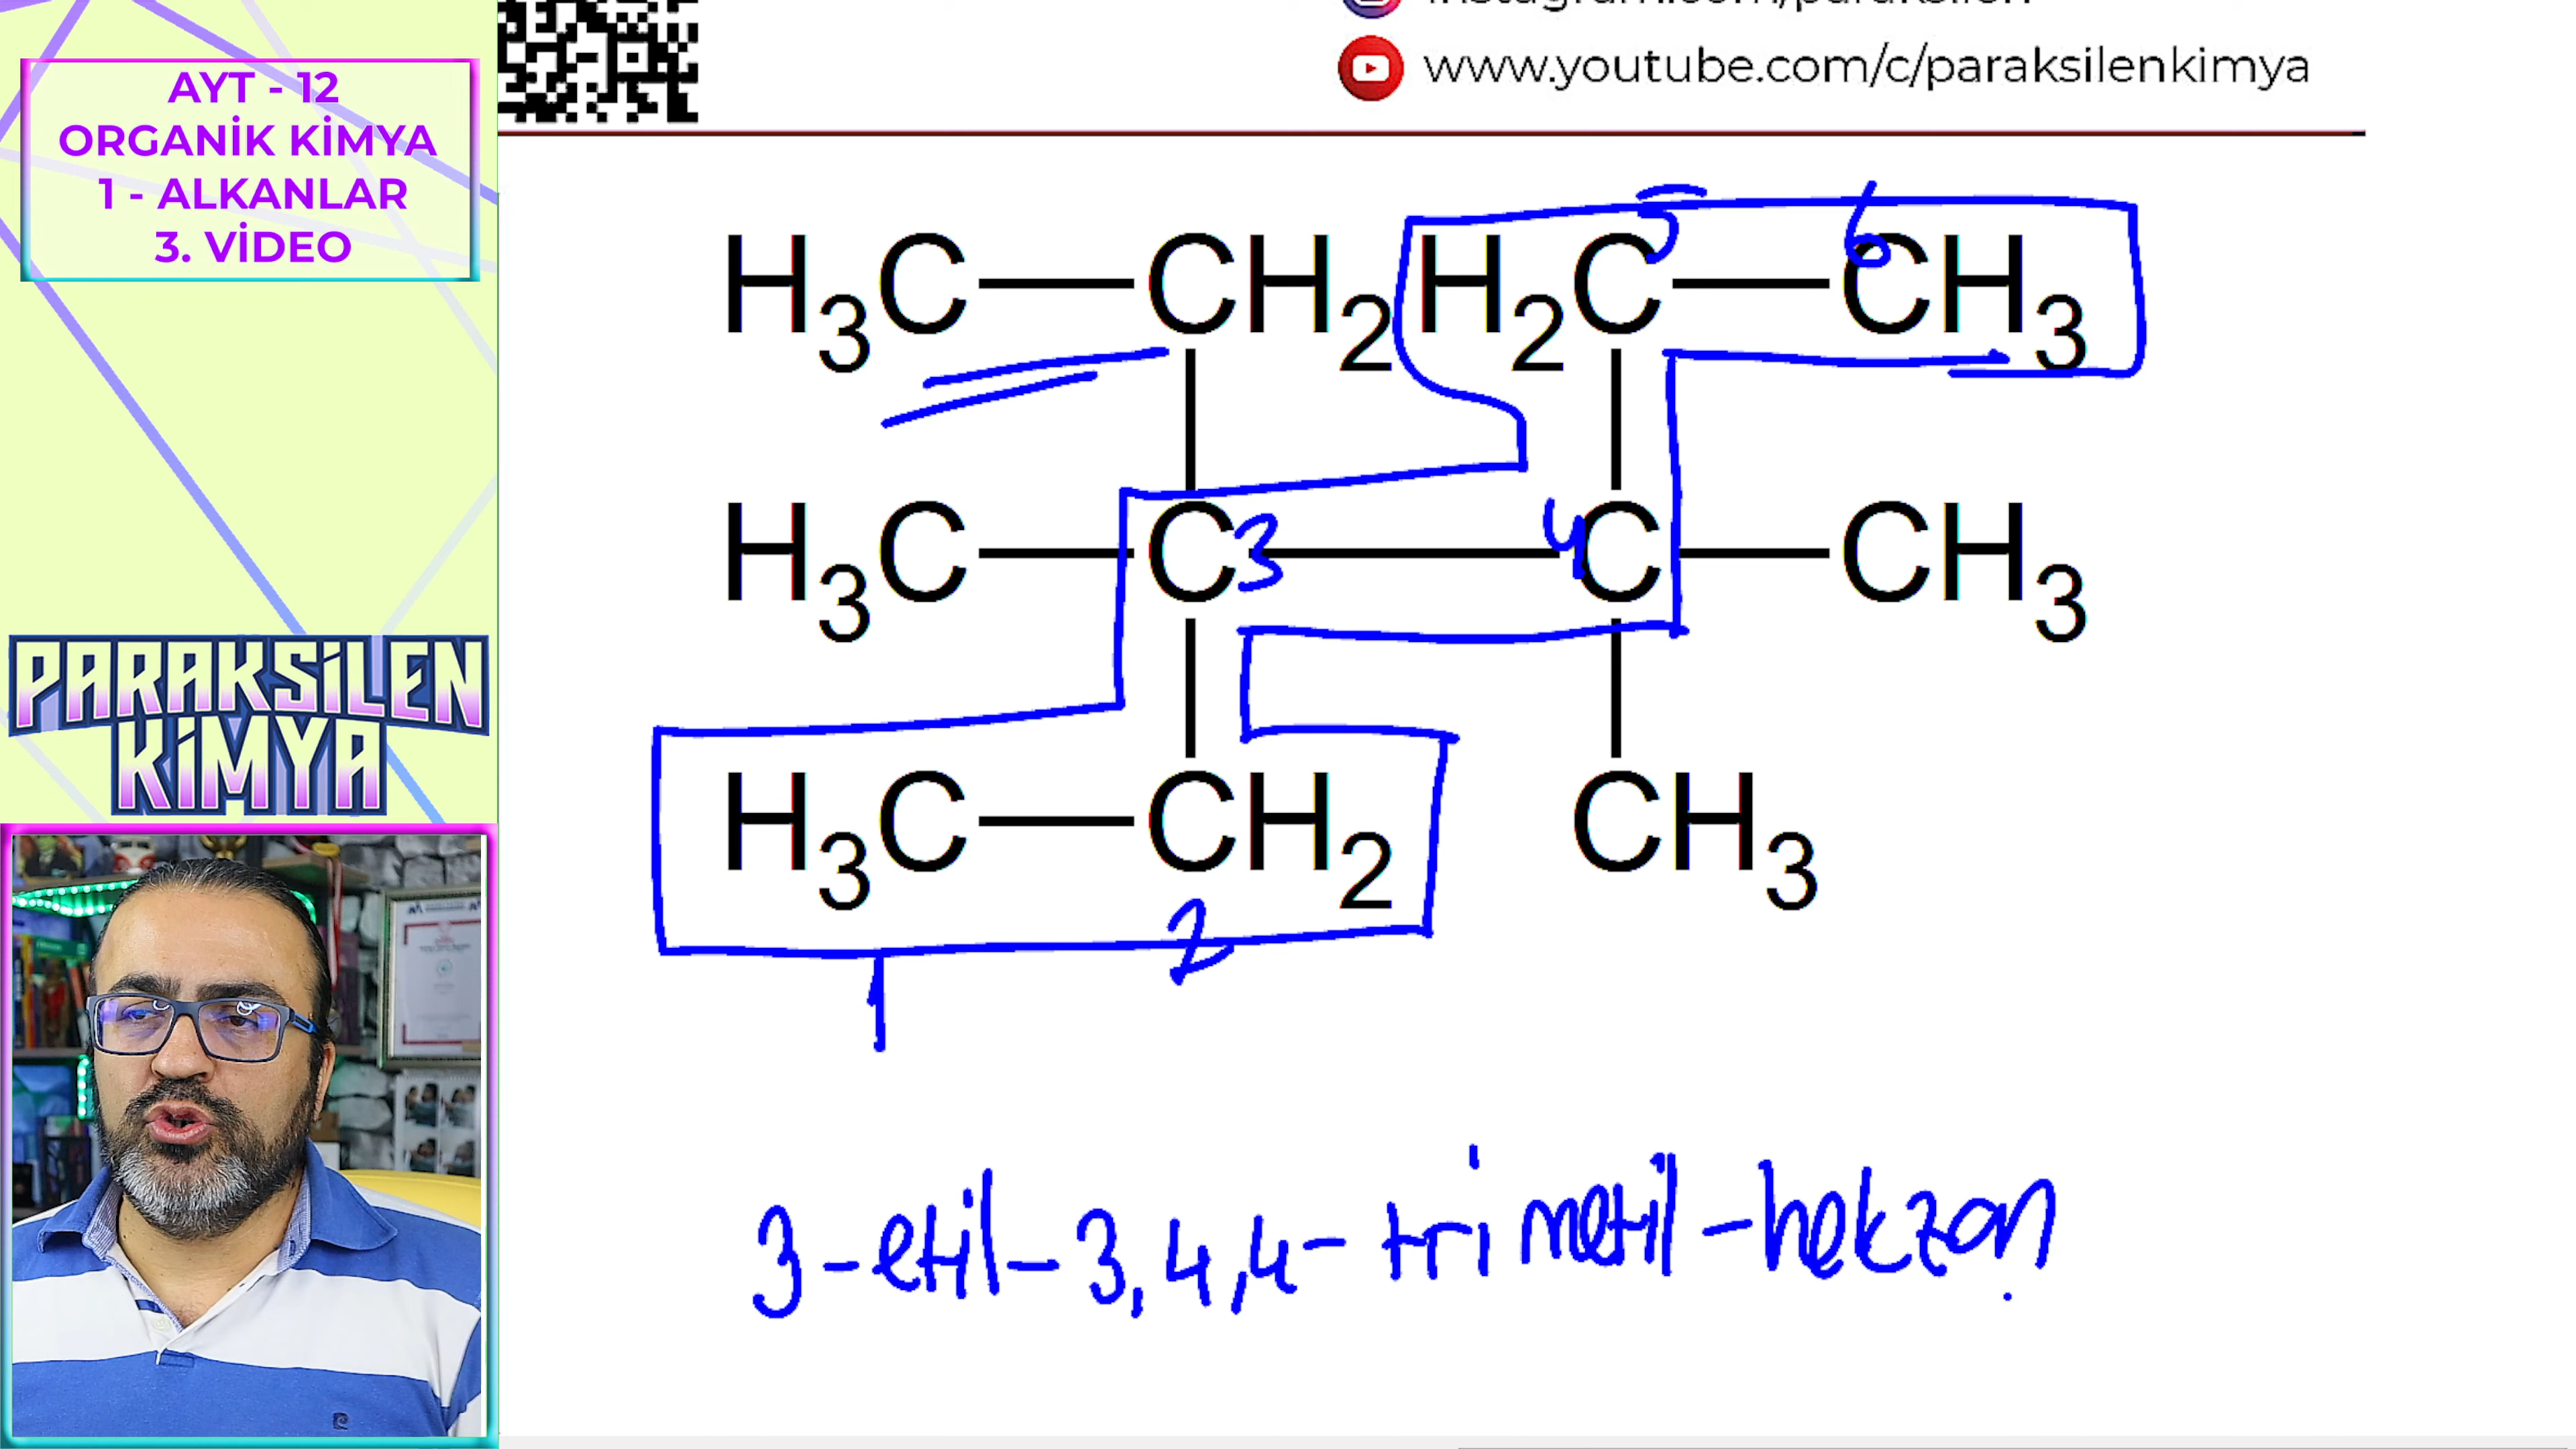 AYT - 12
ORGANİK KİMYA
1 - ALKANLAR
3. VİDEO
PARAKSİLEN
KİMYA
www.youtube.com/c/paraksilenkimya
5 6
H3C CH2 H2C CH3
H3C C 3 4 C CH3
H3C CH2 CH3
2
1
3-etil-3,4,4-trimetil-hekzan